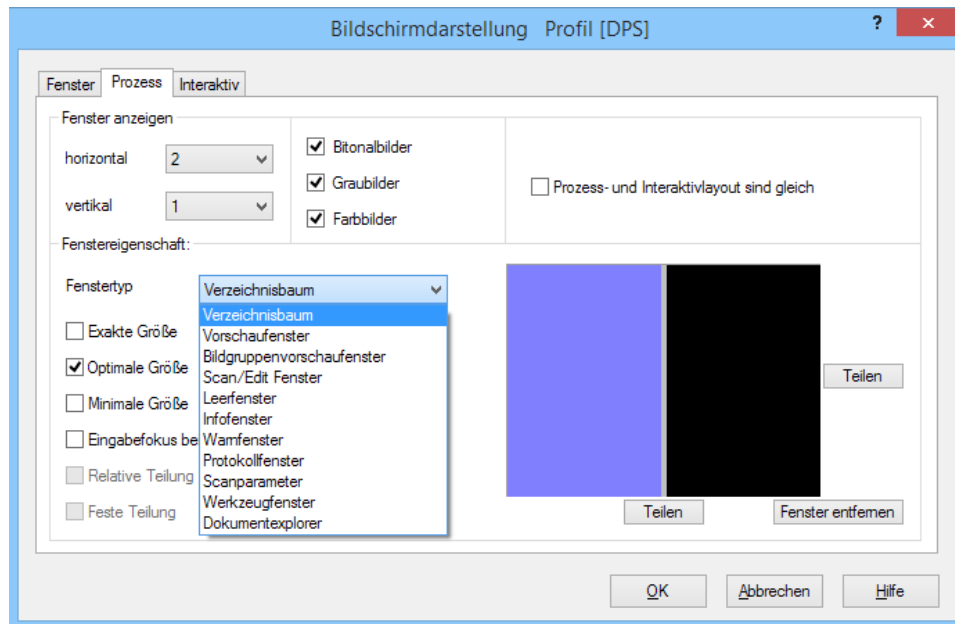 Bildschirmdarstellung Profil [DPS]
?
Fenster
Prozess
Interaktiv
Fenster anzeigen
horizontal
2
vertikal
1
Bitonalbilder
Graubilder
Farbbilder
Prozess- und Interaktivlayout sind gleich
Fenstereigenschaft:
Fenstertyp
Verzeichnisbaum
Verzeichnisbaum
Vorschaufenster
Bildgruppenvorschaufenster
Scan/Edit Fenster
Leerfenster
Infofenster
Warnfenster
Protokollfenster
Scanparameter
Werkzeugfenster
Dokumentexplorer
Exakte Größe
Optimale Größe
Minimale Größe
Eingabefokus be
Relative Teilung
Feste Teilung
Teilen
Teilen
Fenster entfernen
OK
Abbrechen
Hilfe